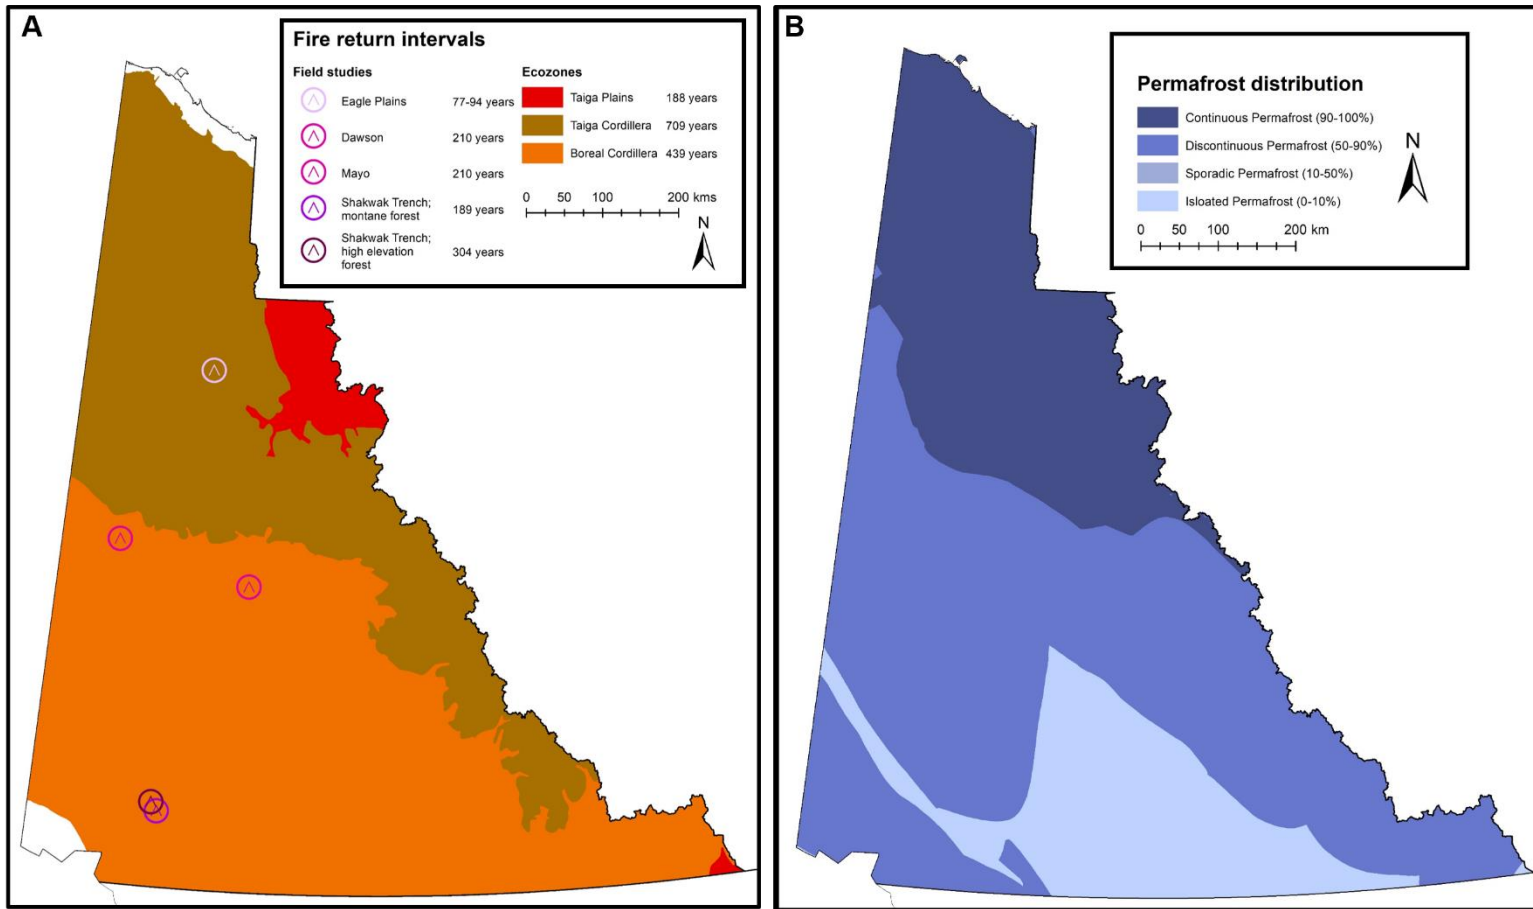 A
Fire return intervals
Field studies
Eagle Plains 77-94 years
Dawson 210 years
Mayo 210 years
Shakwak Trench;
montane forest 189 years
Shakwak Trench;
high elevation
forest 304 years
Ecozones
Taiga Plains 188 years
Taiga Cordillera 709 years
Boreal Cordillera 439 years
0 50 100 200 kms
N
B
Permafrost distribution
Continuous Permafrost (90-100%)
Discontinuous Permafrost (50-90%)
Sporadic Permafrost (10-50%)
Isloated Permafrost (0-10%)
0 50 100 200 km
N